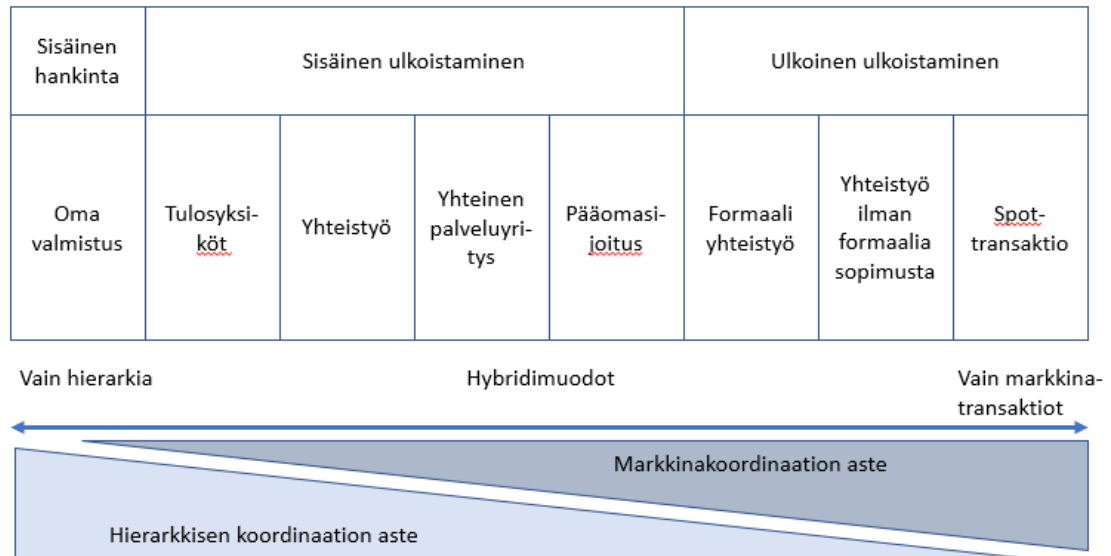 Sisäinen
hankinta
Sisäinen ulkoistaminen
Ulkoinen ulkoistaminen
Oma
valmistus
Tulosyksi-
köt
Yhteistyö
Yhteinen
palveluyri-
tys
Pääomasi-
joitus
Formaali
yhteistyö
Yhteistyö
ilman
formaalia
sopimusta
Spot-
transaktio
Vain hierarkia
Hybridimuodot
Vain markkina-
transaktiot
Markkinakoordinaation aste
Hierarkkisen koordinaation aste